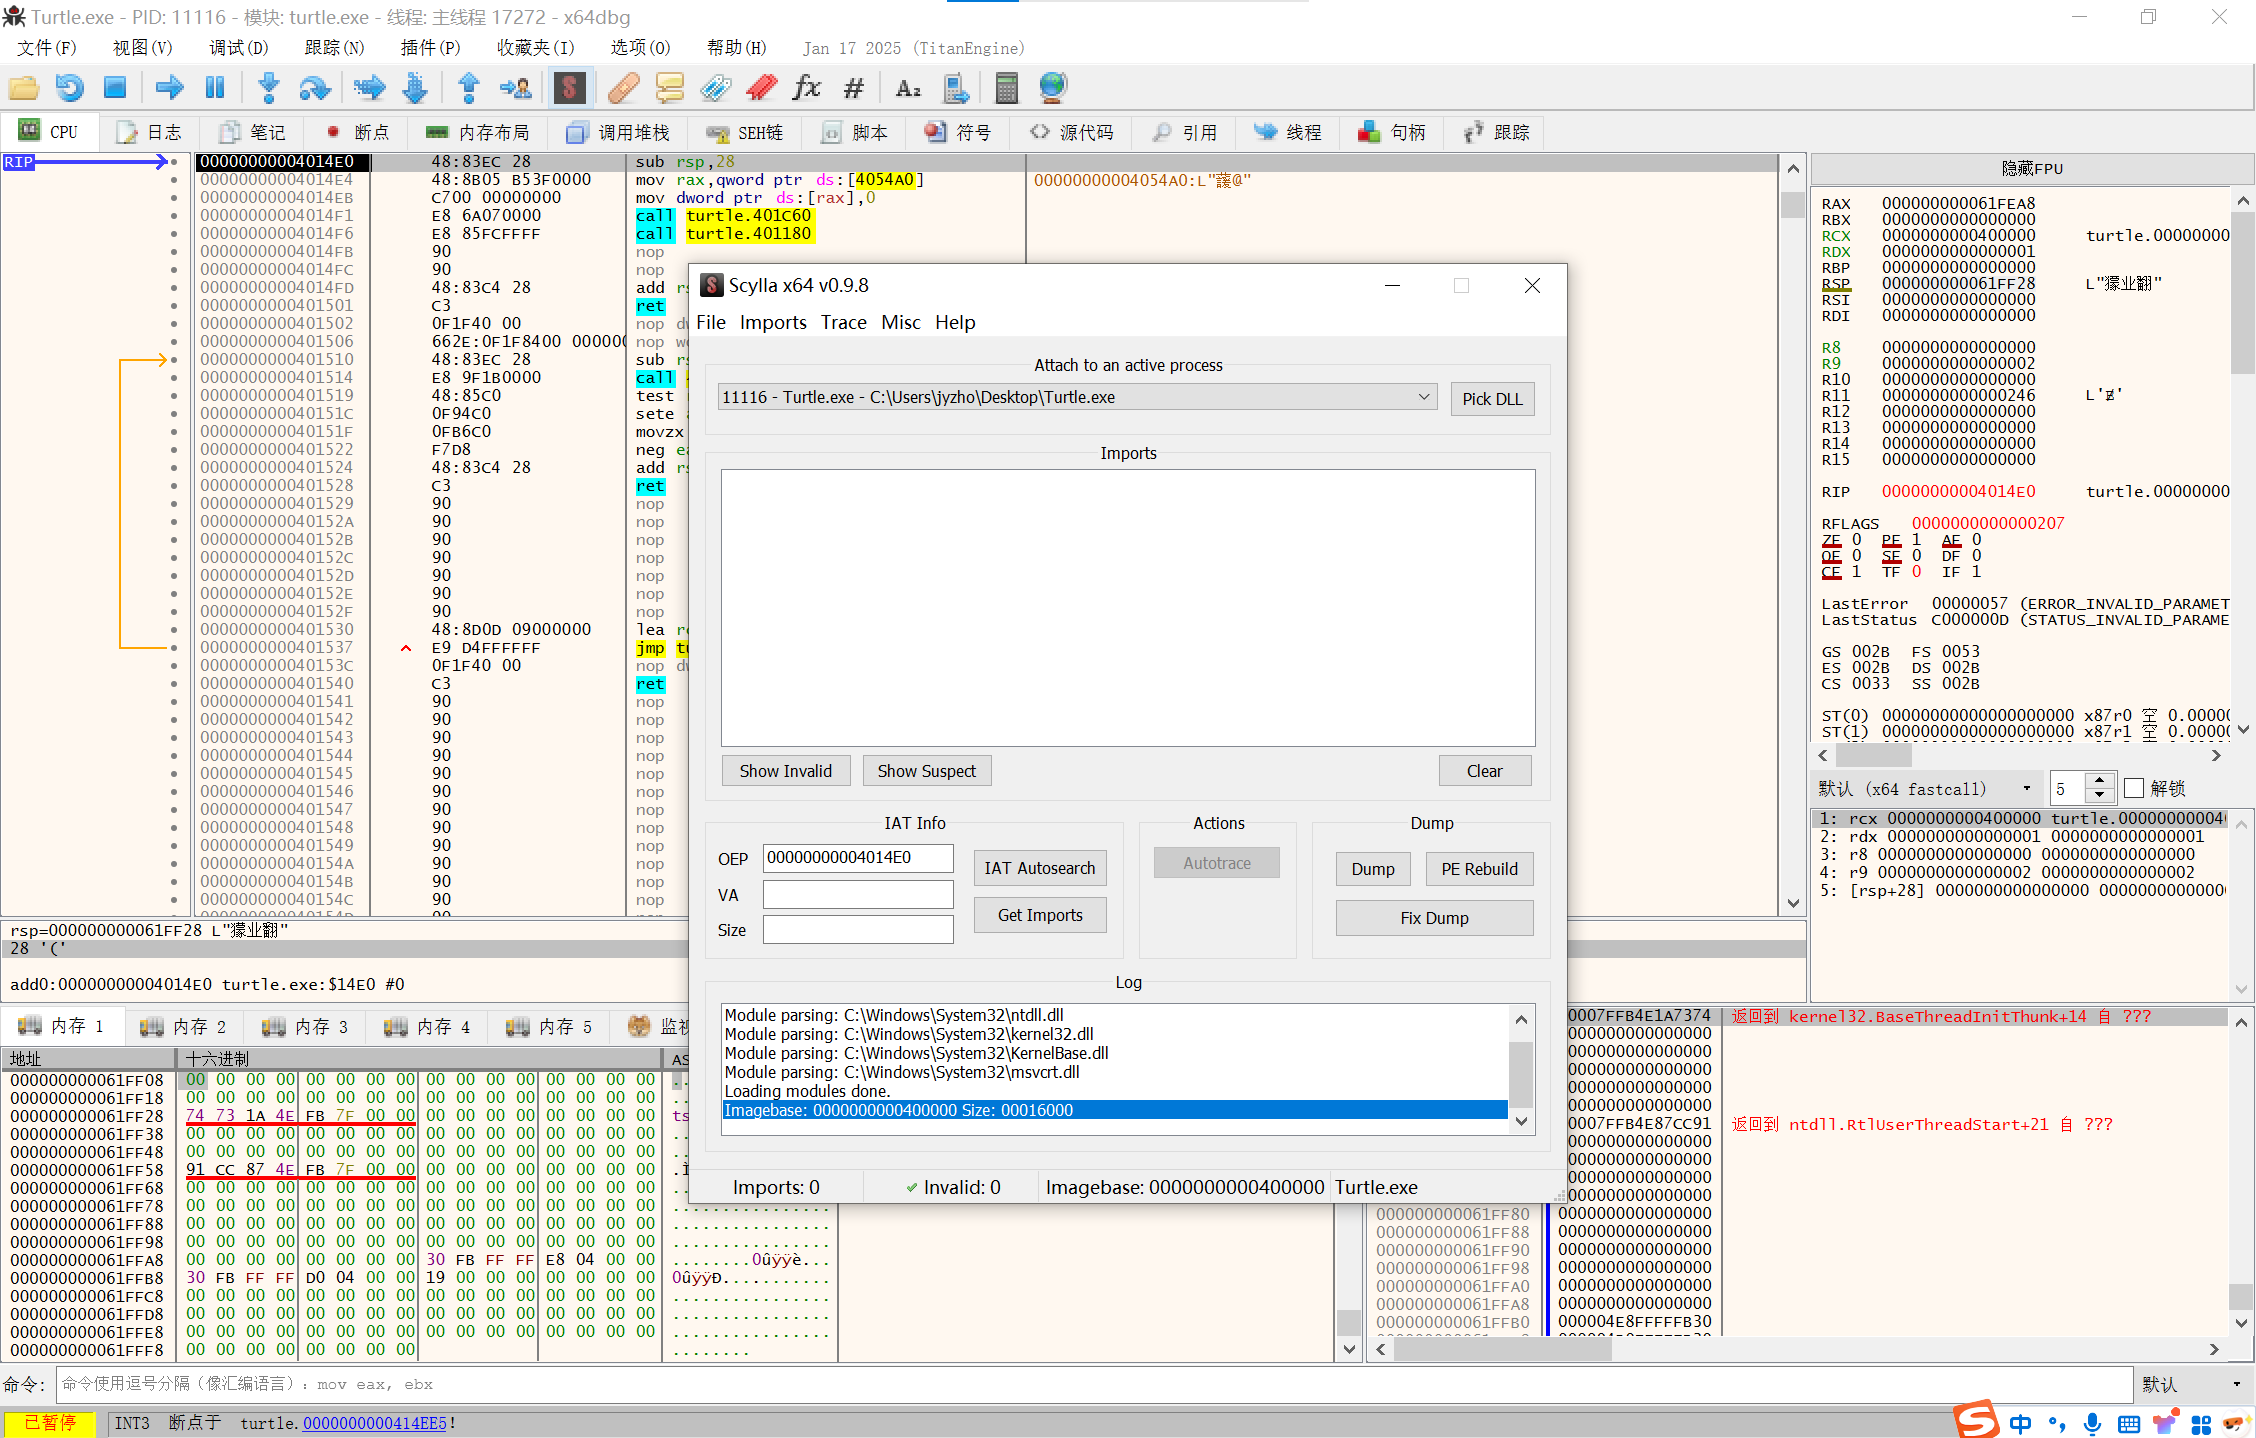 Turtle.exe - PID: 11116 - 模块: turtle.exe - 线程: 主线程 17272 - x64dbg
文件(F) 视图(V) 调试(D) 跟踪(N) 插件(P) 收藏夹(I) 选项(O) 帮助(H) Jan 17 2025 (TitanEngine)
CPU 日志 笔记 断点 内存布局 调用堆栈 SEH链 脚本 符号 源代码 引用 线程 句柄 跟踪
RIP
00000000004014E0 48:83EC 28 sub rsp,28
00000000004014E4 48:8B05 B53F0000 mov rax,qword ptr ds:[4054A0] 00000000004054A0:L"蘐@"
00000000004014EB C700 00000000 mov dword ptr ds:[rax],0
00000000004014F1 E8 6A070000 call turtle.401C60
00000000004014F6 E8 85FCFFFF call turtle.401180
00000000004014FB 90 nop
00000000004014FC 90 nop
00000000004014FD 48:83C4 28 add
0000000000401501 C3 ret
0000000000401502 0F1F40 00 nop
0000000000401506 662E:0F1F8400 000000 nop
0000000000401510 48:83EC 28 sub
0000000000401514 E8 9F1B0000 call
0000000000401519 48:85C0 test
000000000040151C 0F94C0 sete
000000000040151F 0FB6C0 movzx
0000000000401522 F7D8 neg
0000000000401524 48:83C4 28 add
0000000000401528 C3 ret
0000000000401529 90 nop
000000000040152A 90 nop
000000000040152B 90 nop
000000000040152C 90 nop
000000000040152D 90 nop
000000000040152E 90 nop
000000000040152F 90 nop
0000000000401530 48:8D0D 09000000 lea
0000000000401537 E9 D4FFFFFF jmp
000000000040153C 0F1F40 00 nop
0000000000401540 C3 ret
0000000000401541 90 nop
0000000000401542 90 nop
0000000000401543 90 nop
0000000000401544 90 nop
0000000000401545 90 nop
0000000000401546 90 nop
0000000000401547 90 nop
0000000000401548 90 nop
0000000000401549 90 nop
000000000040154A 90 nop
000000000040154B 90 nop
000000000040154C 90 nop
rsp=000000000061FF28
28 '('
add0:00000000004014E0 turtle.exe:$14E0 #0
Scylla x64 v0.9.8
File Imports Trace Misc Help
Attach to an active process
11116 - Turtle.exe - C:\Users\jyzho\Desktop\Turtle.exe
Pick DLL
Imports
Show Invalid Show Suspect Clear
IAT Info Actions Dump
OEP 00000000004014E0
VA
Size
IAT Autosearch
Get Imports
Autotrace
Dump PE Rebuild
Fix Dump
Log
Module parsing: C:\Windows\System32\ntdll.dll
Module parsing: C:\Windows\System32\kernel32.dll
Module parsing: C:\Windows\System32\KernelBase.dll
Module parsing: C:\Windows\System32\msvcrt.dll
Loading modules done.
Imagebase: 0000000000400000 Size: 00016000
Imports: 0 Invalid: 0 Imagebase: 0000000000400000 Turtle.exe
隐藏FPU
RAX 000000000061FEA8
RBX 0000000000000000
RCX 0000000000400000 turtle.00000000
RDX 0000000000000001
RBP 0000000000000000
RSP 000000000061FF28
RSI 0000000000000000
RDI 0000000000000000
R8 0000000000000000
R9 0000000000000002
R10 0000000000000000
R11 0000000000000246
R12 0000000000000000
R13 0000000000000000
R14 0000000000000000
R15 0000000000000000
RIP 00000000004014E0 turtle.00000000
RFLAGS 0000000000000207
ZF 0 PF 1 AF 0
OF 0 SF 0 DF 0
CF 1 TF 0 IF 1
LastError 00000057 (ERROR_INVALID_PARAMET
LastStatus C000000D (STATUS_INVALID_PARAME
GS 002B FS 0053
ES 002B DS 002B
CS 0033 SS 002B
ST(0) 00000000000000000000 x87r0 空 0.0000
ST(1) 00000000000000000000 x87r1 空 0.0000
默认 (x64 fastcall) 5 解锁
1: rcx 0000000000400000 turtle.000000000040
2: rdx 0000000000000001 0000000000000001
3: r8 0000000000000000 0000000000000000
4: r9 0000000000000002 0000000000000002
5: [rsp+28] 0000000000000000 000000000000000
内存 1 内存 2 内存 3 内存 4 内存 5 监视
地址 十六进制 AS
000000000061FF08 00 00 00 00 00 00 00 00 00 00 00 00 00 00 00 00
000000000061FF18 00 00 00 00 00 00 00 00 00 00 00 00 00 00 00 00
000000000061FF28 74 73 1A 4E FB 7F 00 00 00 00 00 00 00 00 00 00 ts
000000000061FF38 00 00 00 00 00 00 00 00 00 00 00 00 00 00 00 00
000000000061FF48 00 00 00 00 00 00 00 00 00 00 00 00 00 00 00 00
000000000061FF58 91 CC 87 4E FB 7F 00 00 00 00 00 00 00 00 00 00 .Ì
000000000061FF68 00 00 00 00 00 00 00 00 00 00 00 00 00 00 00 00
000000000061FF78 00 00 00 00 00 00 00 00 00 00 00 00 00 00 00 00 ................
000000000061FF88 00 00 00 00 00 00 00 00 00 00 00 00 00 00 00 00 ................
000000000061FF98 00 00 00 00 00 00 00 00 00 00 00 00 00 00 00 00 ................
000000000061FFA8 00 00 00 00 00 00 00 00 30 FB FF FF E8 04 00 00 ........0ûÿÿè...
000000000061FFB8 30 FB FF FF D0 04 00 00 19 00 00 00 00 00 00 00 0ûÿÿÐ...........
000000000061FFC8 00 00 00 00 00 00 00 00 00 00 00 00 00 00 00 00 ................
000000000061FFD8 00 00 00 00 00 00 00 00 00 00 00 00 00 00 00 00 ................
000000000061FFE8 00 00 00 00 00 00 00 00 00 00 00 00 00 00 00 00 ................
000000000061FFF8 00 00 00 00 00 00 00 00 ........
0007FFB4E1A7374 返回到 kernel32.BaseThreadInitThunk+14 自 ???
0000000000000000
0000000000000000
0000000000000000
0000000000000000
0000000000000000
0007FFB4E87CC91 返回到 ntdll.RtlUserThreadStart+21 自 ???
0000000000000000
0000000000000000
0000000000000000
0000000000000000
000000000061FF80 0000000000000000
000000000061FF88 0000000000000000
000000000061FF90 0000000000000000
000000000061FF98 0000000000000000
000000000061FFA0 0000000000000000
000000000061FFA8 0000000000000000
000000000061FFB0 000004E8FFFFFB30
命令: 命令使用逗号分隔（像汇编语言）: mov eax, ebx 默认
已暂停 INT3 断点于 turtle.0000000000414EE5!
中